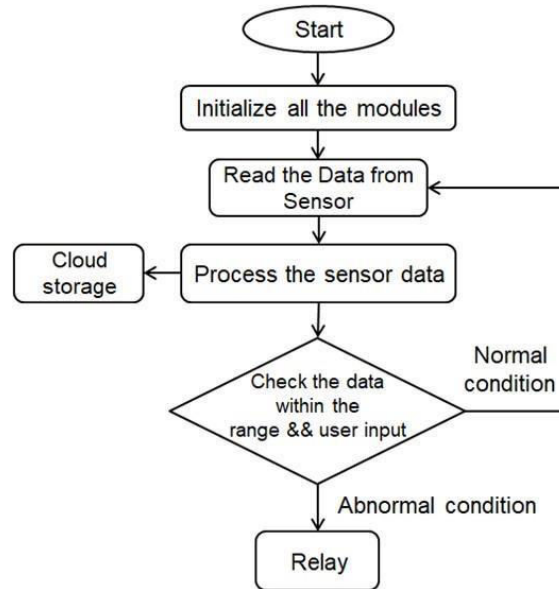 Start
Initialize all the modules
Read the Data from
Sensor
Cloud
storage
Process the sensor data
Check the data
within the
range && user input
Normal
condition
Abnormal condition
Relay